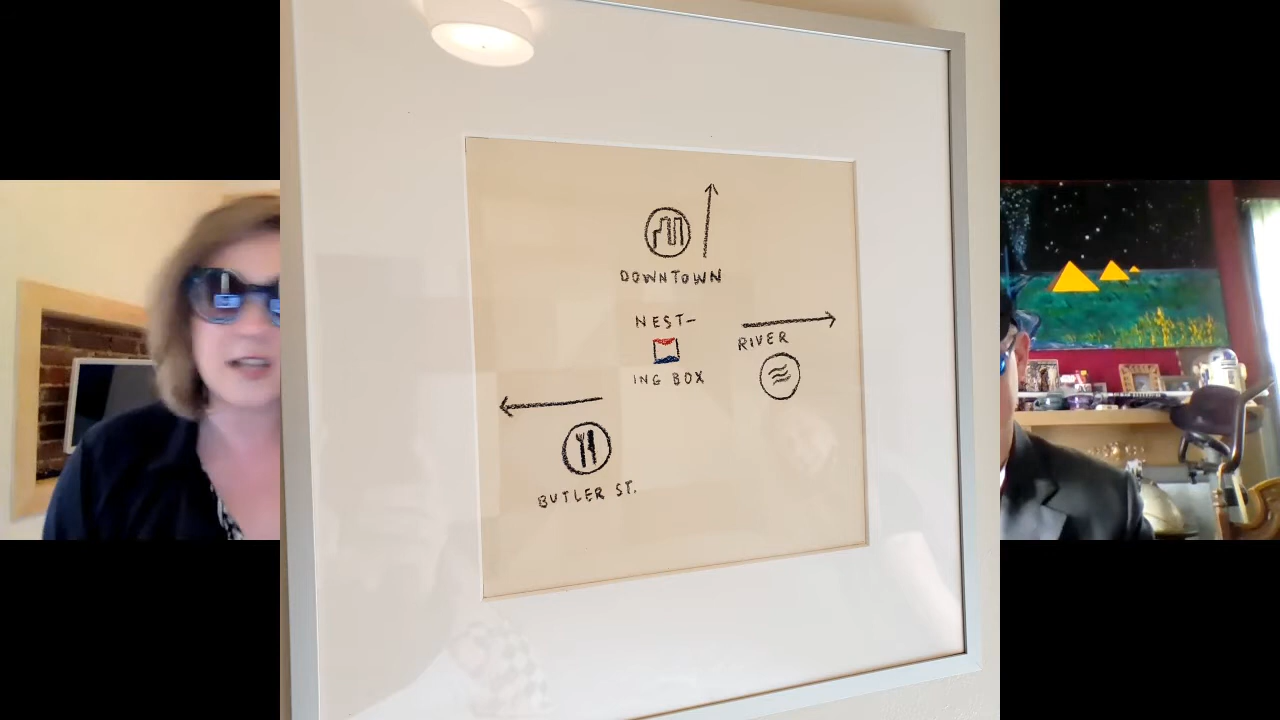 DOWNTOWN
NEST-
ING BOX
RIVER
BUTLER ST.